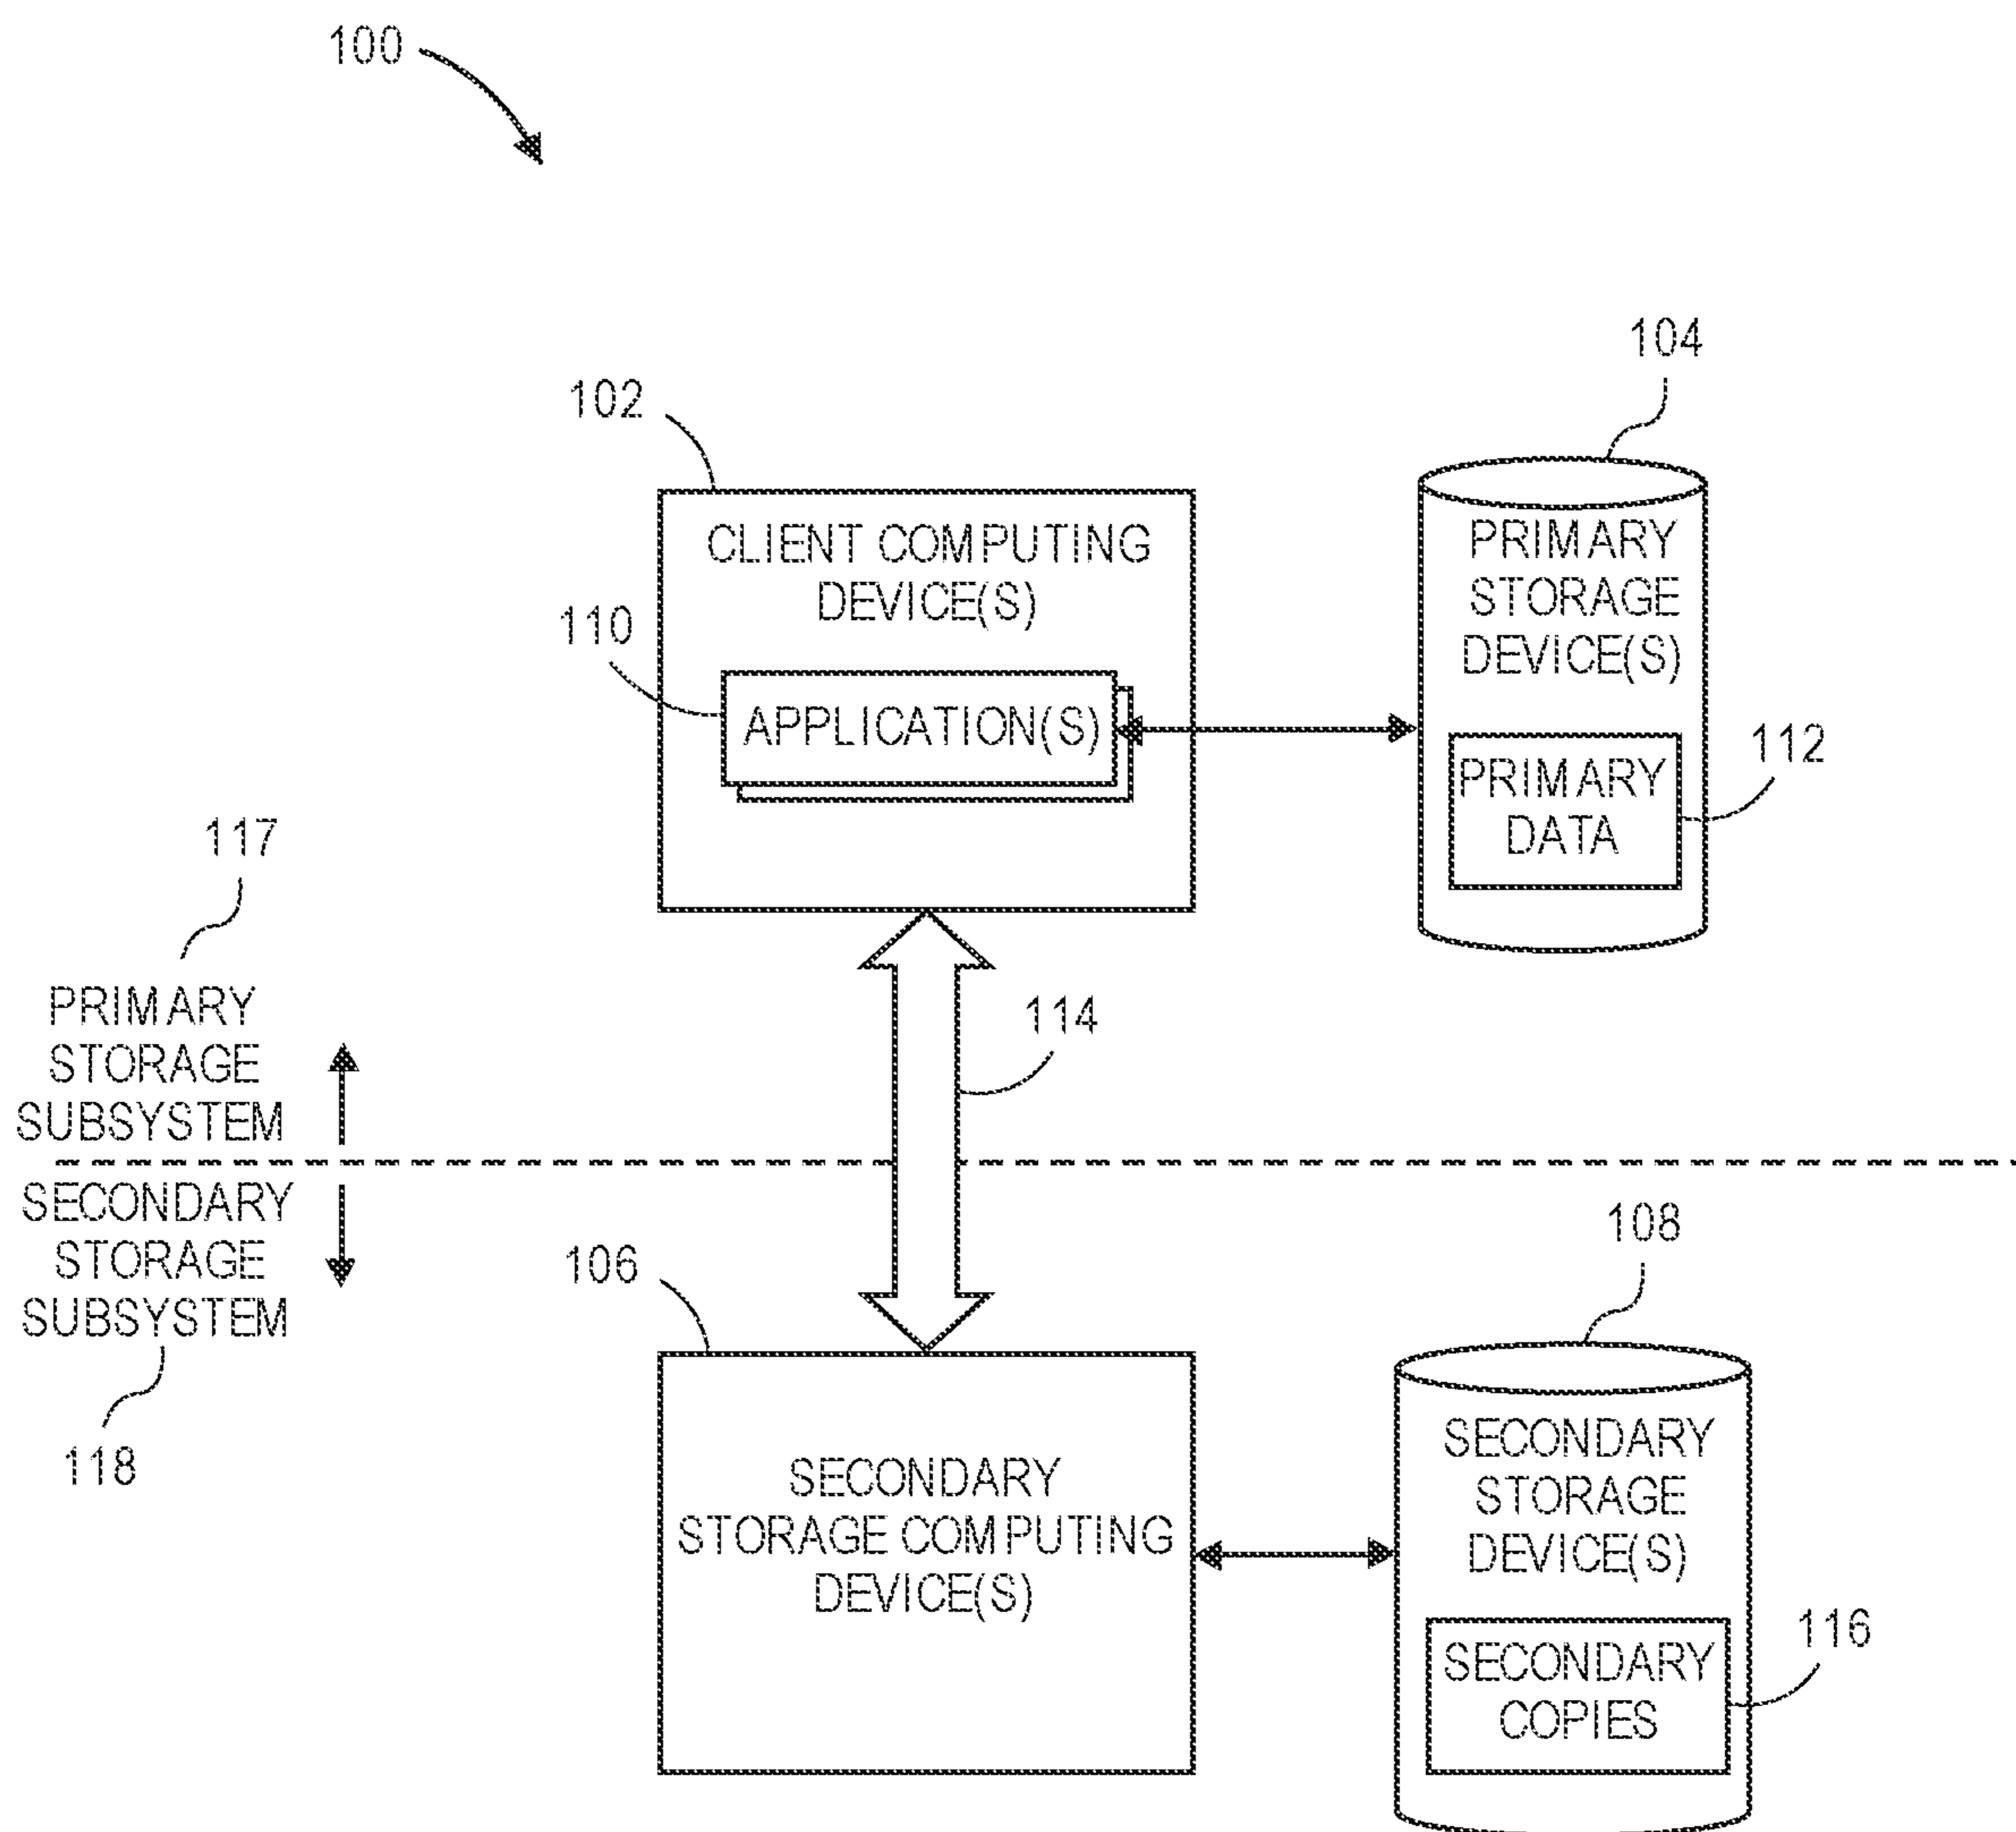 100
104
102
CLIENT COMPUTING
DEVICE(S)
PRIMARY
STORAGE
DEVICE(S)
110
APPLICATION(S)
PRIMARY
DATA
112
117
PRIMARY
STORAGE
SUBSYSTEM
114
SECONDARY
STORAGE
SUBSYSTEM
118
106
108
SECONDARY
STORAGE COMPUTING
DEVICE(S)
SECONDARY
STORAGE
DEVICE(S)
SECONDARY
COPIES
116